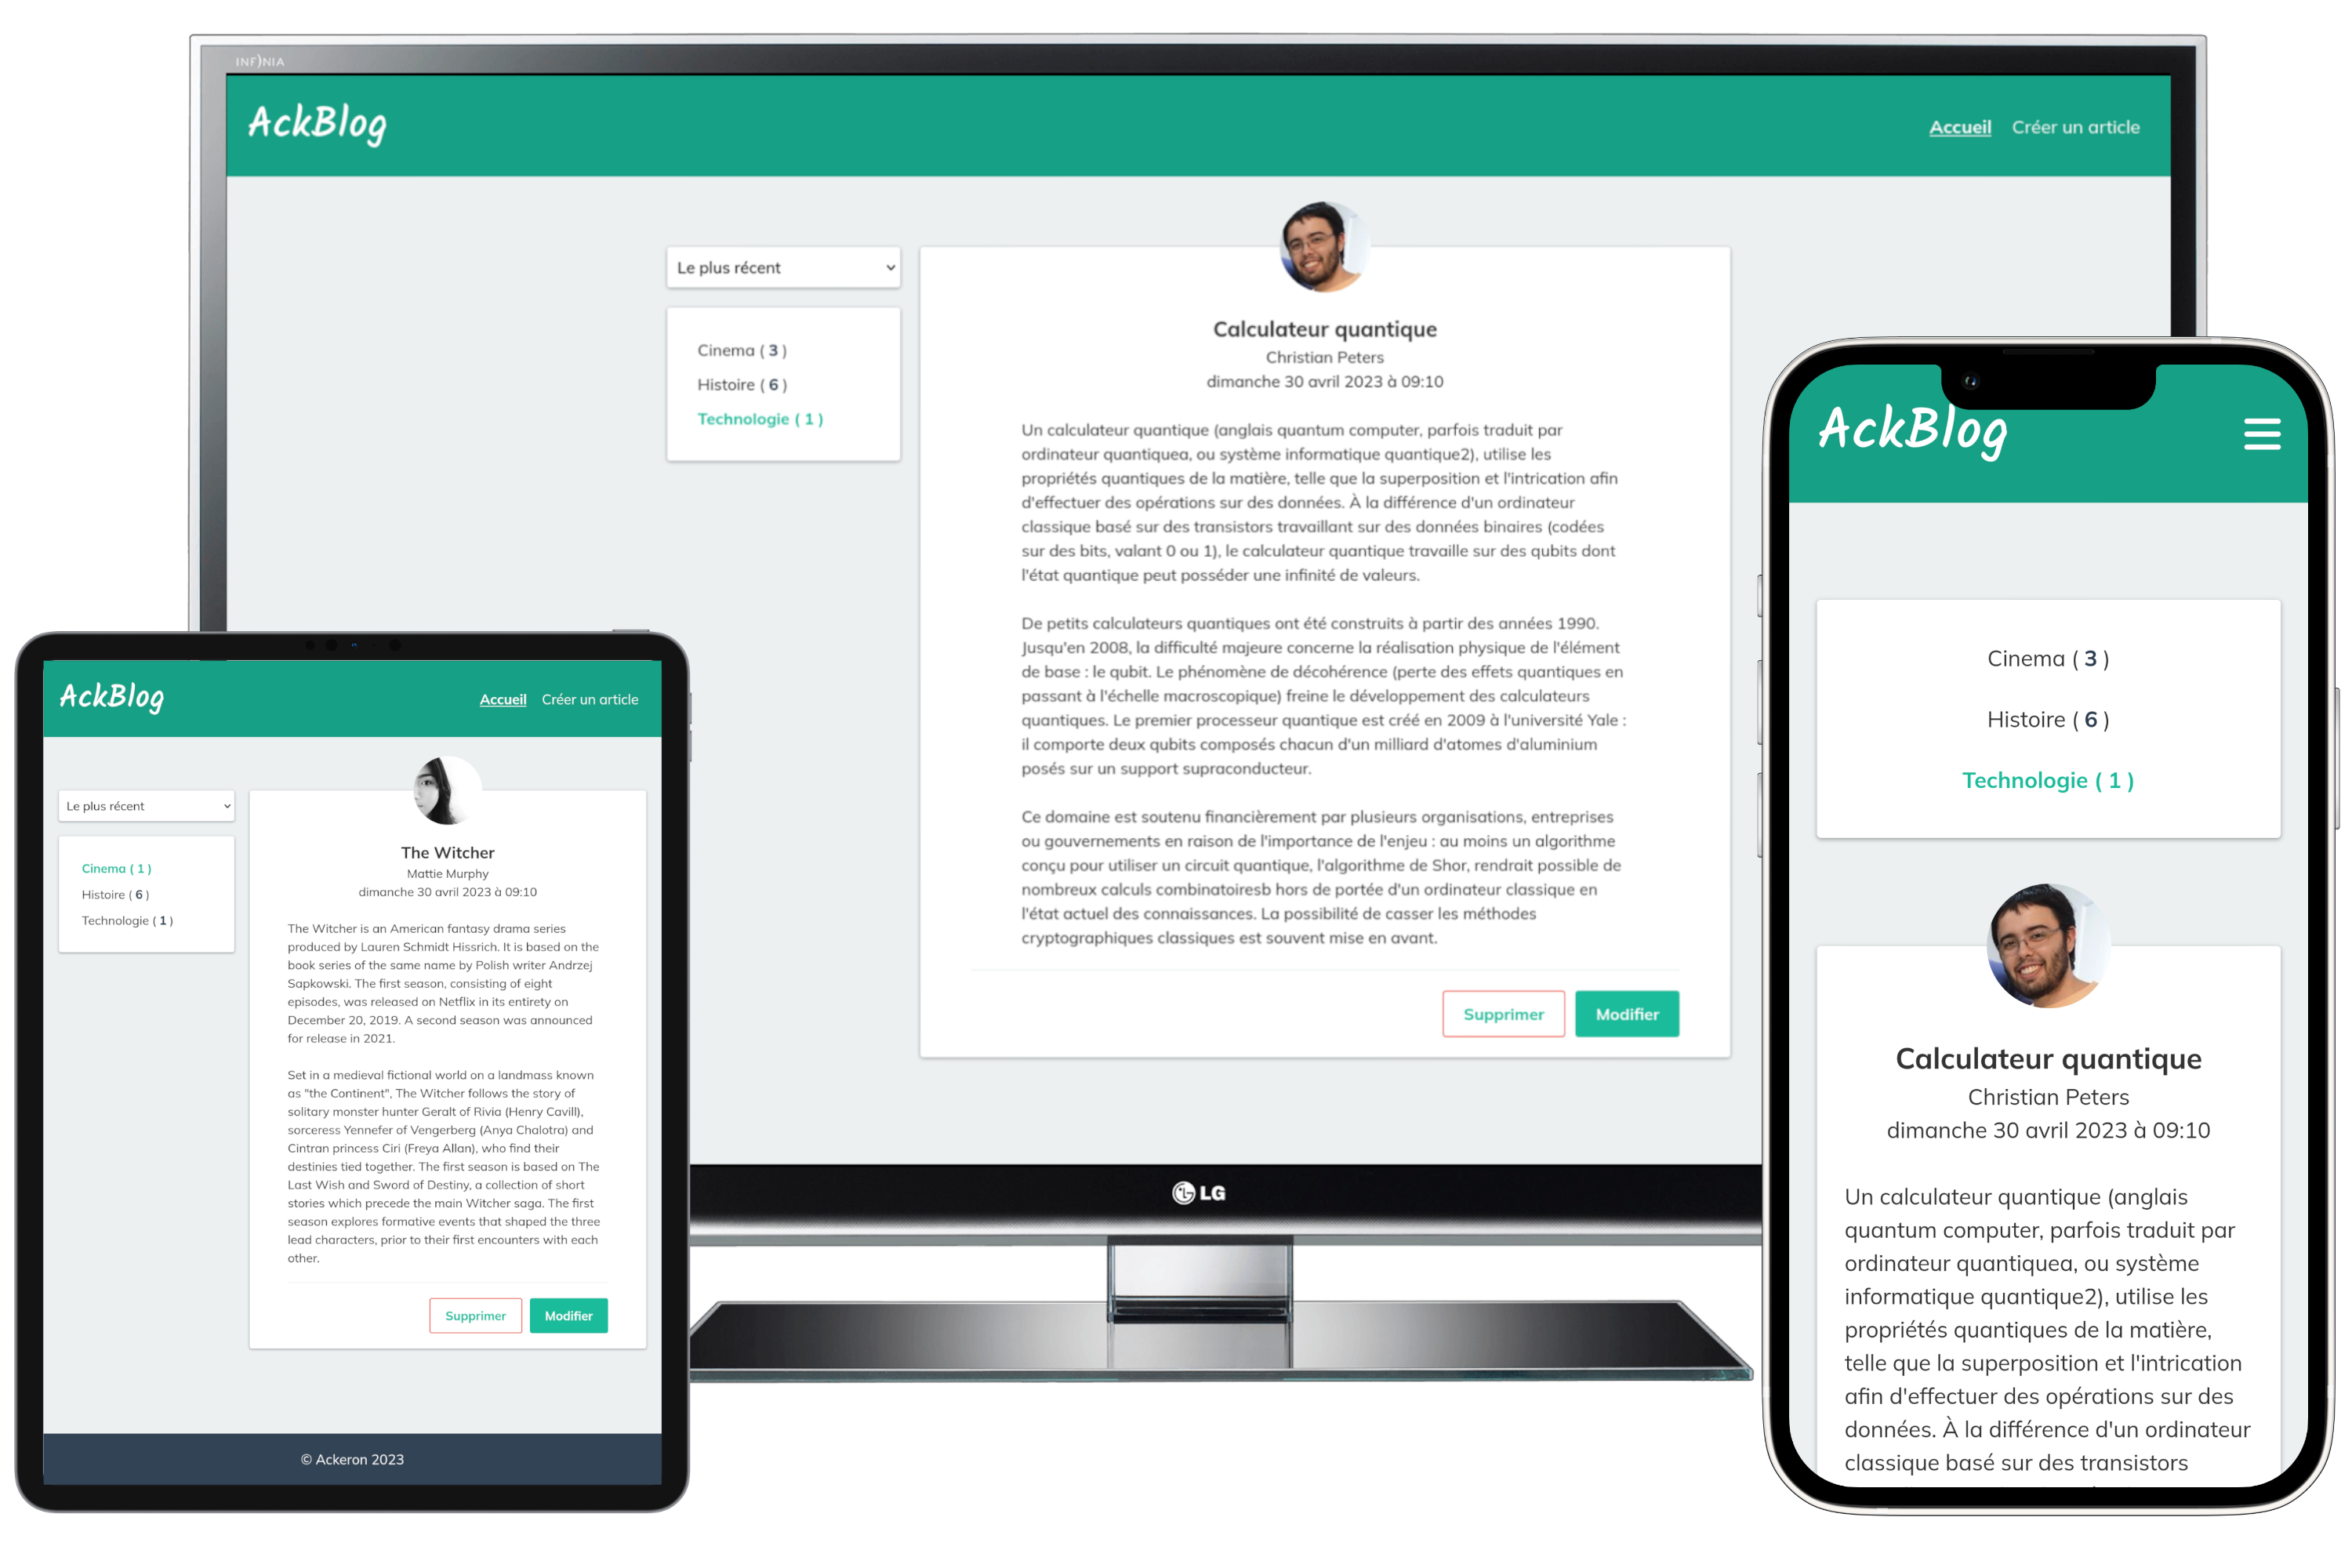 INF)NIA
AckBlog
Accueil Créer un article
Le plus récent
Cinema ( 3 )
Histoire ( 6 )
Technologie ( 1 )
Calculateur quantique
Christian Peters
dimanche 30 avril 2023 à 09:10
Un calculateur quantique (anglais quantum computer, parfois traduit par
ordinateur quantiquea, ou système informatique quantique2), utilise les
propriétés quantiques de la matière, telle que la superposition et l'intrication afin
d'effectuer des opérations sur des données. À la différence d'un ordinateur
classique basé sur des transistors travaillant sur des données binaires (codées
sur des bits, valant 0 ou 1), le calculateur quantique travaille sur des qubits dont
l'état quantique peut posséder une infinité de valeurs.
De petits calculateurs quantiques ont été construits à partir des années 1990.
Jusqu'en 2008, la difficulté majeure concerne la réalisation physique de l'élément
de base : le qubit. Le phénomène de décohérence (perte des effets quantiques en
passant à l'échelle macroscopique) freine le développement des calculateurs
quantiques. Le premier processeur quantique est créé en 2009 à l'université Yale :
il comporte deux qubits composés chacun d'un milliard d'atomes d'aluminium
posés sur un support supraconducteur.
Ce domaine est soutenu financièrement par plusieurs organisations, entreprises
ou gouvernements en raison de l'importance de l'enjeu : au moins un algorithme
conçu pour utiliser un circuit quantique, l'algorithme de Shor, rendrait possible de
nombreux calculs combinatoiresb hors de portée d'un ordinateur classique en
l'état actuel des connaissances. La possibilité de casser les méthodes
cryptographiques classiques est souvent mise en avant.
Supprimer Modifier
LG
AckBlog
Accueil Créer un article
Le plus récent
Cinema ( 1 )
Histoire ( 6 )
Technologie ( 1 )
The Witcher
Mattie Murphy
dimanche 30 avril 2023 à 09:10
The Witcher is an American fantasy drama series
produced by Lauren Schmidt Hissrich. It is based on the
book series of the same name by Polish writer Andrzej
Sapkowski. The first season, consisting of eight
episodes, was released on Netflix in its entirety on
December 20, 2019. A second season was announced
for release in 2021.
Set in a medieval fictional world on a landmass known
as "the Continent", The Witcher follows the story of
solitary monster hunter Geralt of Rivia (Henry Cavill),
sorceress Yennefer of Vengerberg (Anya Chalotra) and
Cintran princess Ciri (Freya Allan), who find their
destinies tied together. The first season is based on The
Last Wish and Sword of Destiny, a collection of short
stories which precede the main Witcher saga. The first
season explores formative events that shaped the three
lead characters, prior to their first encounters with each
other.
Supprimer Modifier
© Ackeron 2023
AckBlog
Cinema ( 3 )
Histoire ( 6 )
Technologie ( 1 )
Calculateur quantique
Christian Peters
dimanche 30 avril 2023 à 09:10
Un calculateur quantique (anglais
quantum computer, parfois traduit par
ordinateur quantiquea, ou système
informatique quantique2), utilise les
propriétés quantiques de la matière,
telle que la superposition et l'intrication
afin d'effectuer des opérations sur des
données. À la différence d'un ordinateur
classique basé sur des transistors